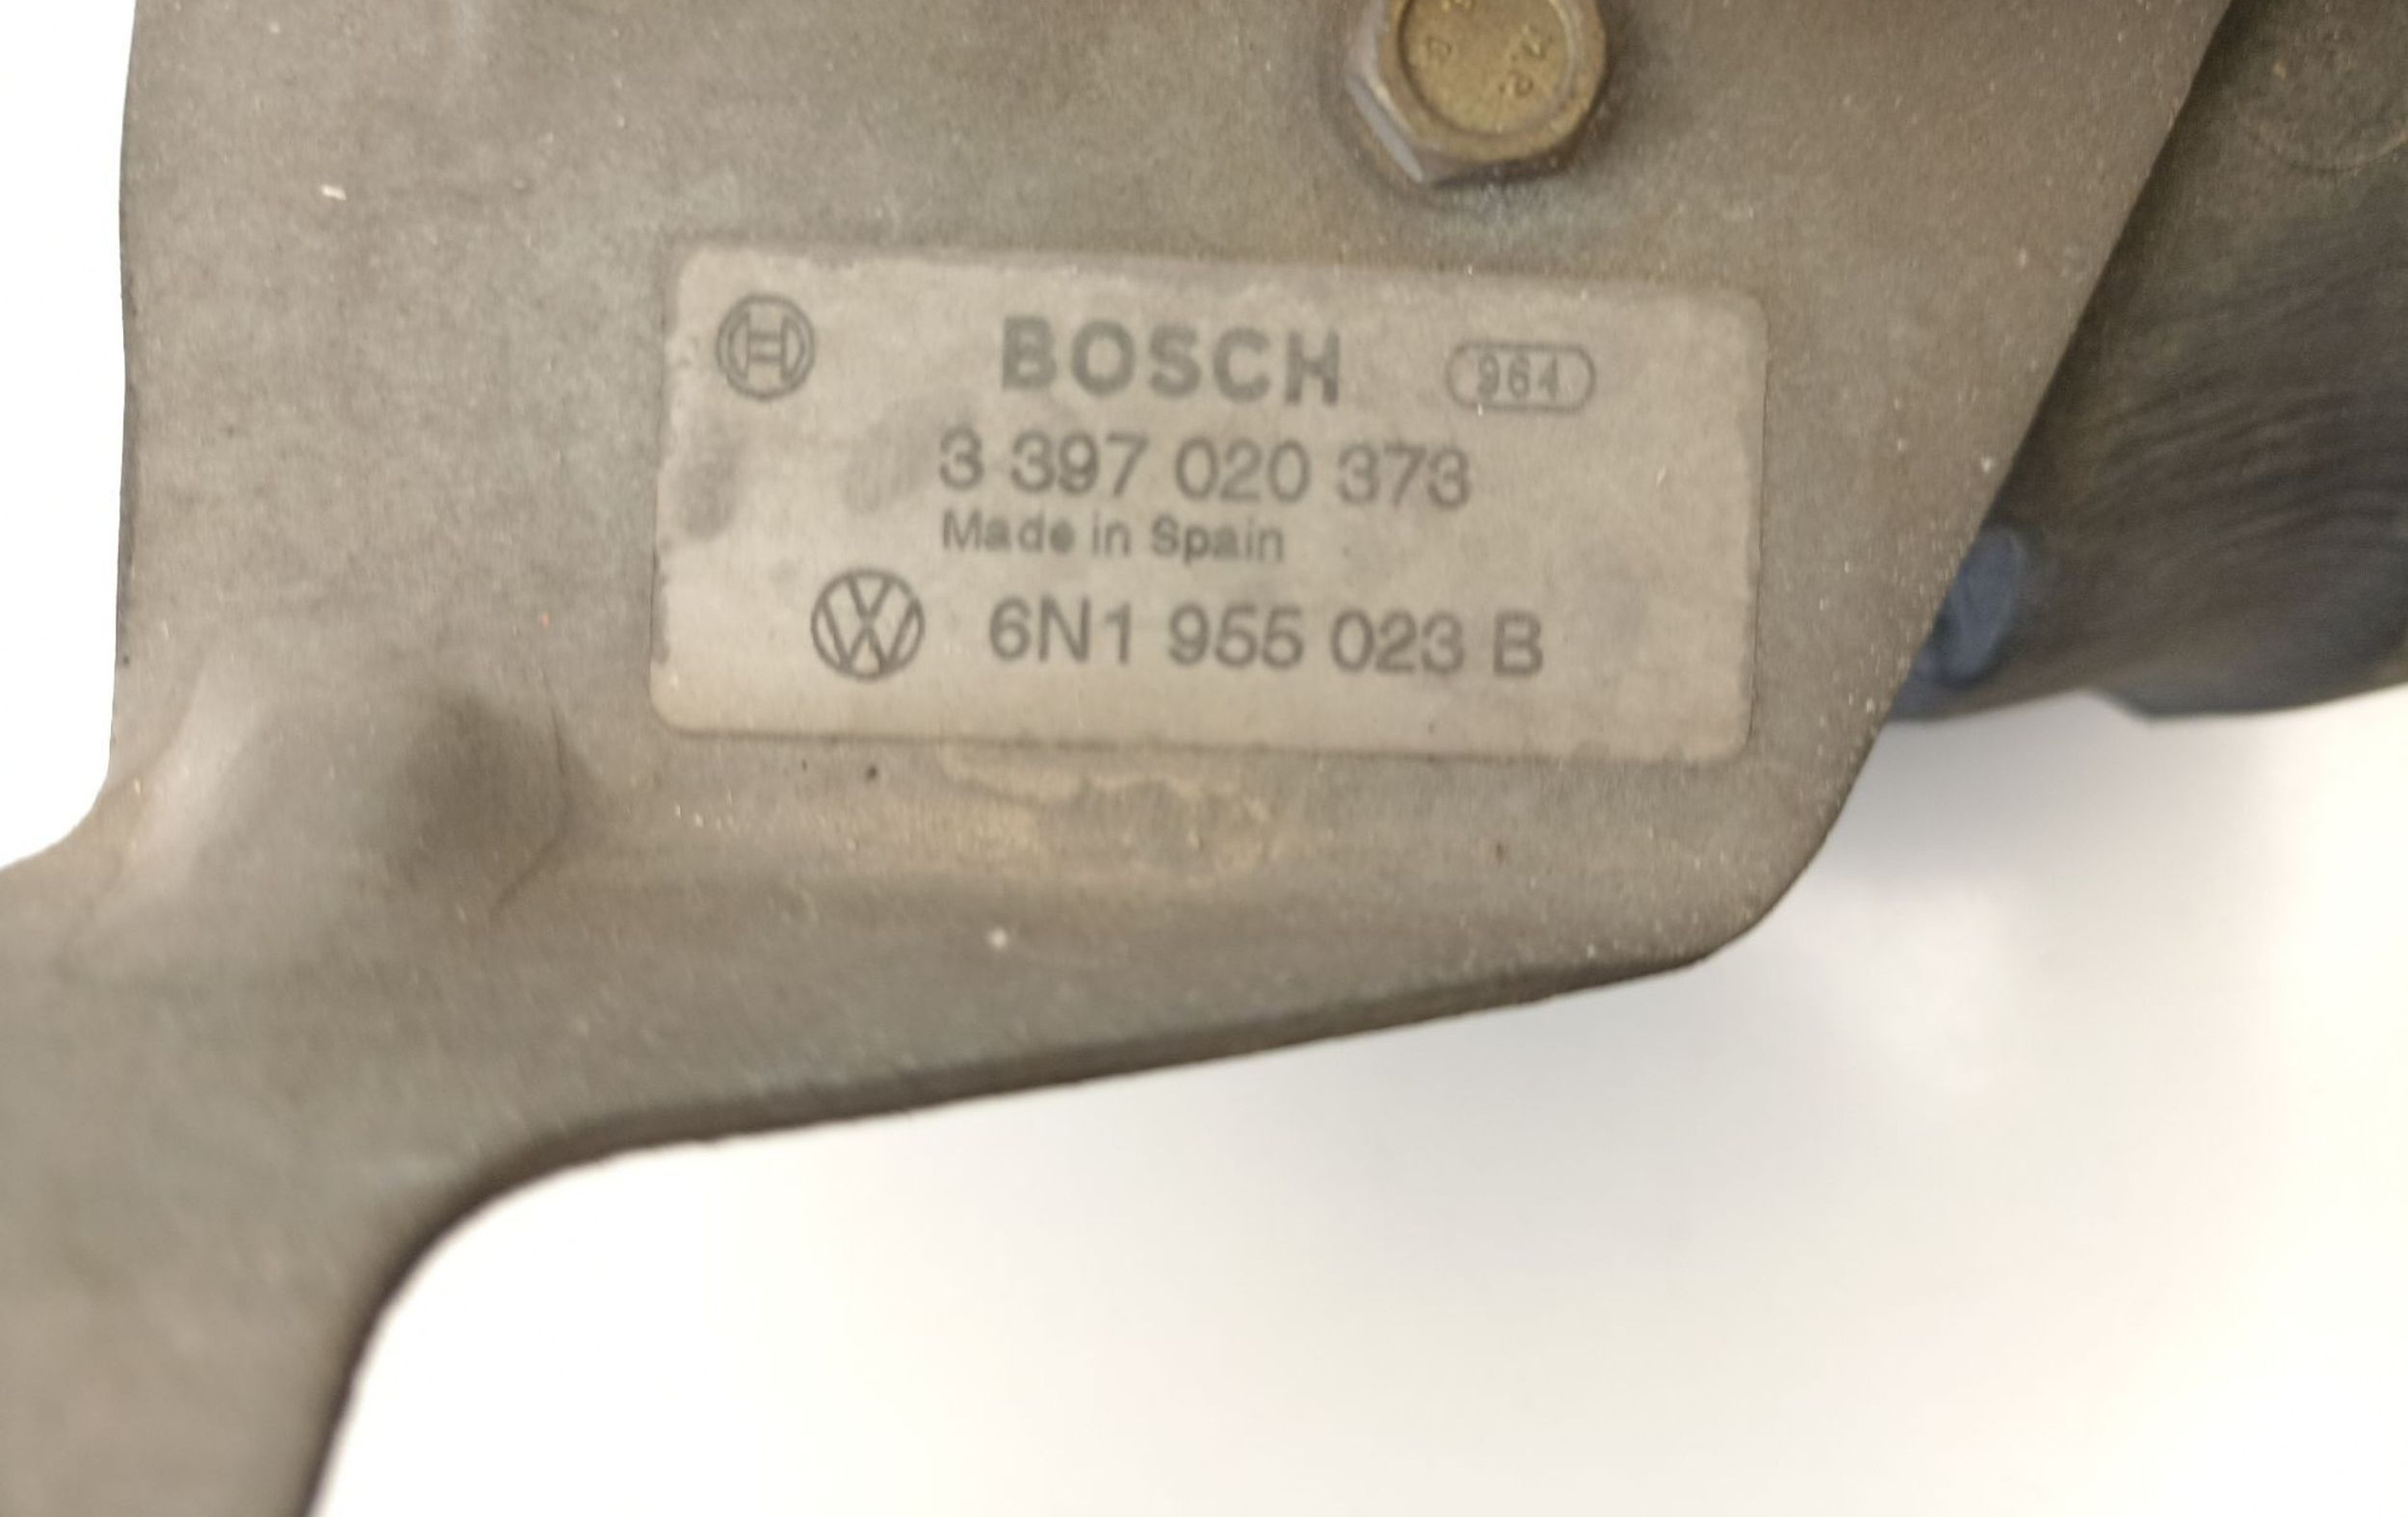 BOSCH 964
3 397 020 373
Made in Spain
6N1 955 023 B